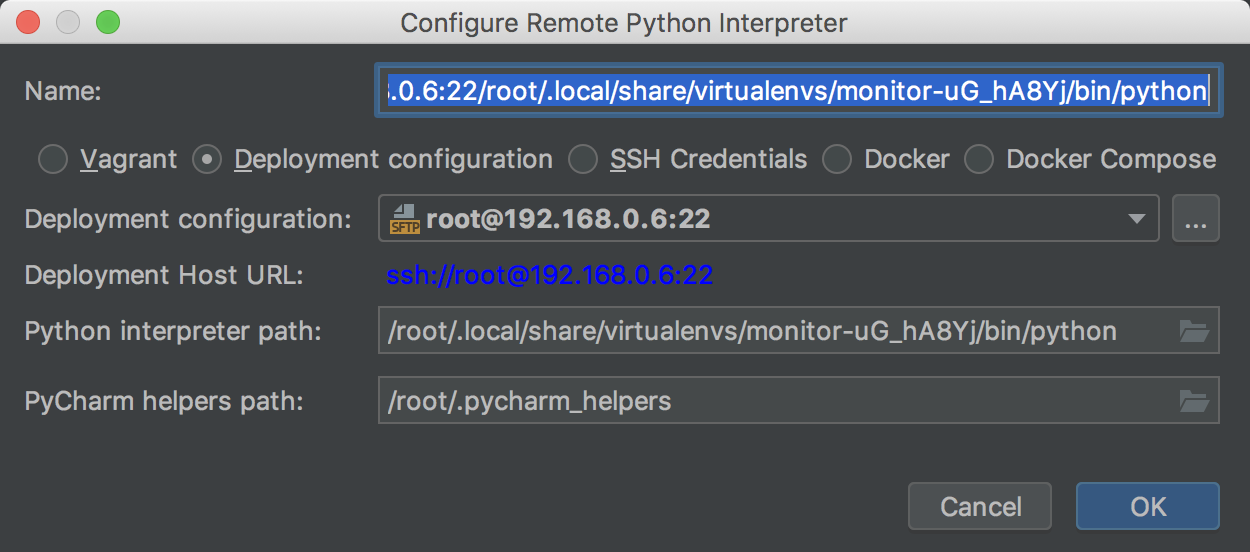 Configure Remote Python Interpreter
Name: .0.6:22/root/.local/share/virtualenvs/monitor-uG_hA8Yj/bin/python
Vagrant Deployment configuration SSH Credentials Docker Docker Compose
Deployment configuration: SFTP root@192.168.0.6:22 ...
Deployment Host URL: ssh://root@192.168.0.6:22
Python interpreter path: /root/.local/share/virtualenvs/monitor-uG_hA8Yj/bin/python
PyCharm helpers path: /root/.pycharm_helpers
Cancel OK